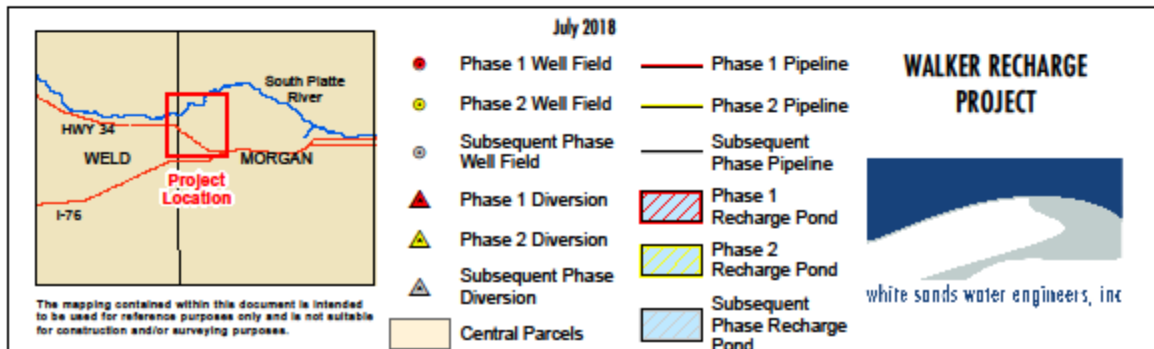 July 2018
South Platte
River
HWY 34
WELD
MORGAN
Project
Location
I-76
The mapping contained within this document is intended
to be used for reference purposes only and is not suitable
for construction and/or surveying purposes.
Phase 1 Well Field
Phase 2 Well Field
Subsequent Phase
Well Field
Phase 1 Diversion
Phase 2 Diversion
Subsequent Phase
Diversion
Central Parcels
Phase 1 Pipeline
Phase 2 Pipeline
Subsequent
Phase Pipeline
Phase 1
Recharge Pond
Phase 2
Recharge Pond
Subsequent
Phase Recharge
Pond
WALKER RECHARGE
PROJECT
white sands water engineers, inc